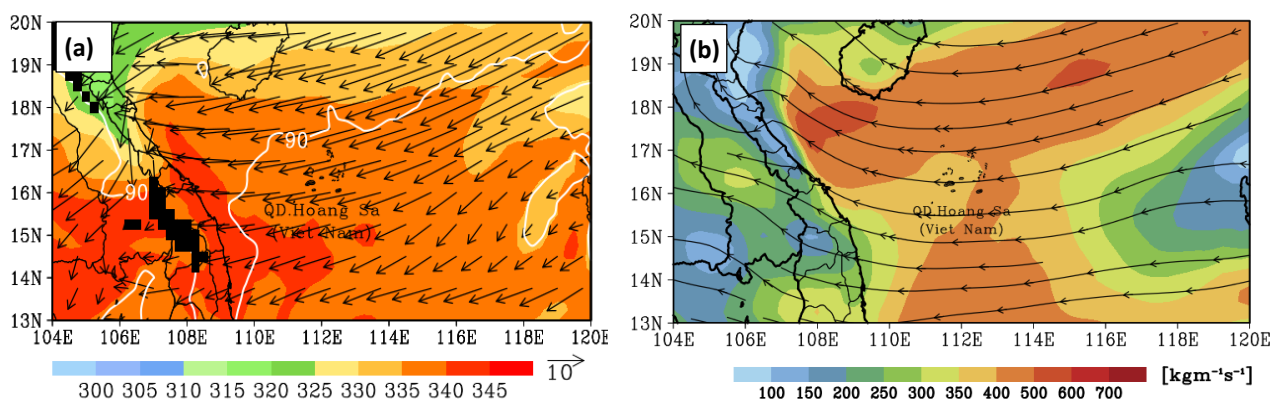 (a)
20N
19N
18N
17N
16N
15N
14N
13N
0
90
90
QD.Hoang Sa
(Viet Nam)
104E 106E 108E 110E 112E 114E 116E 118E 120E
300 305 310 315 320 325 330 335 340 345
10
(b)
20N
19N
18N
17N
16N
15N
14N
13N
QD.Hoang Sa
(Viet Nam)
104E 106E 108E 110E 112E 114E 116E 118E 120E
100 150 200 250 300 350 400 500 600 700
[kgm⁻¹s⁻¹]